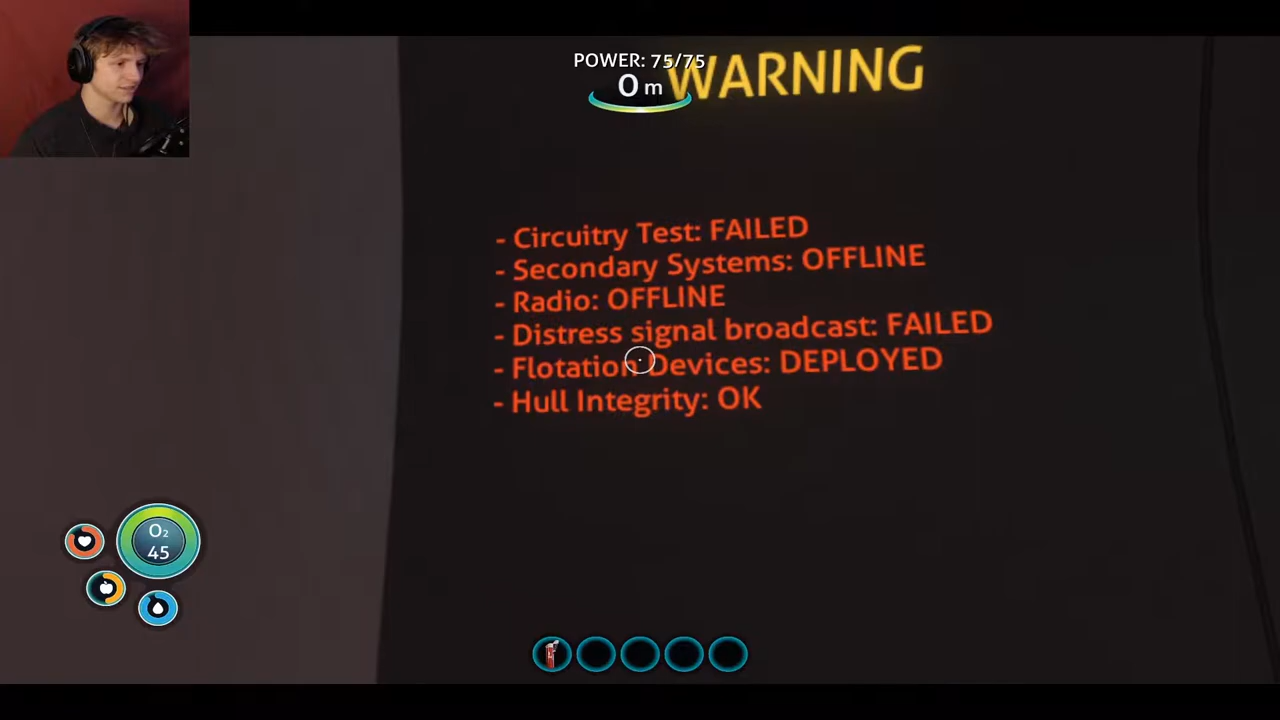 POWER: 75/75
0 m
WARNING
- Circuitry Test: FAILED
- Secondary Systems: OFFLINE
- Radio: OFFLINE
- Distress signal broadcast: FAILED
- Flotation Devices: DEPLOYED
- Hull Integrity: OK
O₂
45